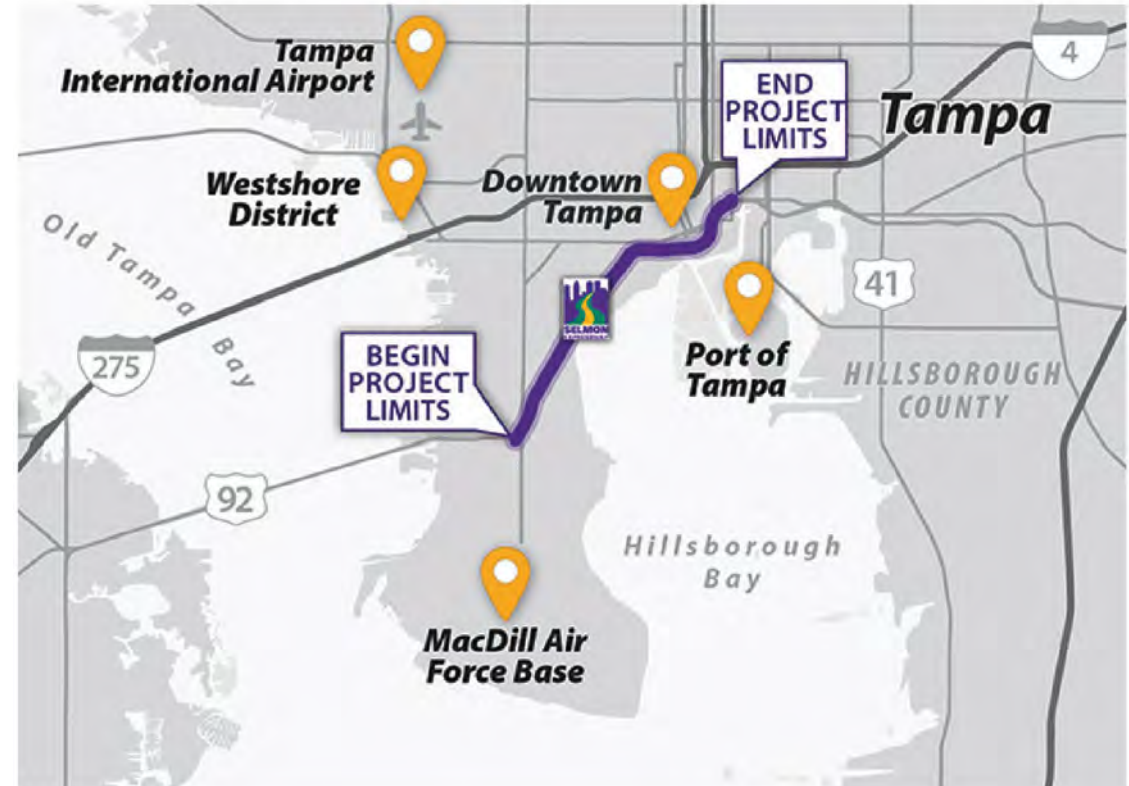 Tampa
International Airport
END
PROJECT
LIMITS
4
Tampa
Westshore
District
Downtown
Tampa
Old Tampa Bay
41
SELMON
275
BEGIN
PROJECT
LIMITS
Port of
Tampa
HILLSBOROUGH
COUNTY
92
Hillsborough
Bay
MacDill Air
Force Base